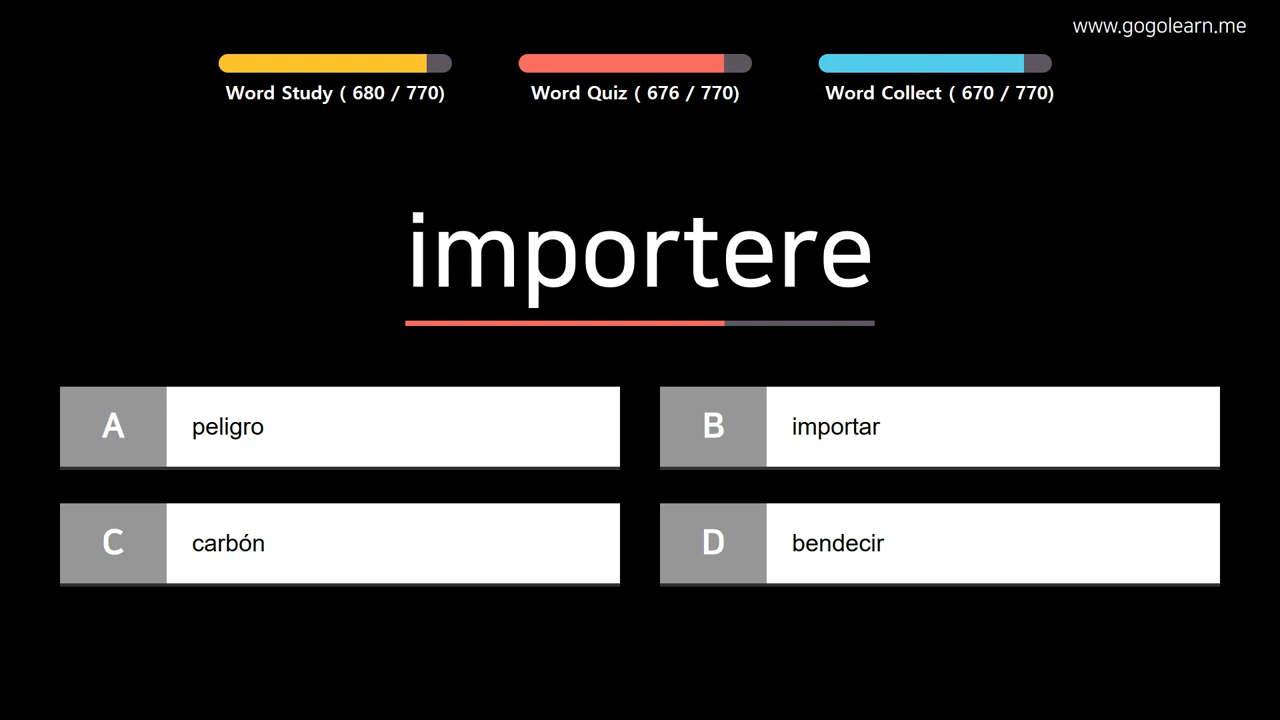 www.gogolearn.me
Word Study ( 680 / 770)
Word Quiz ( 676 / 770)
Word Collect ( 670 / 770)
importere
A peligro
B importar
C carbón
D bendecir